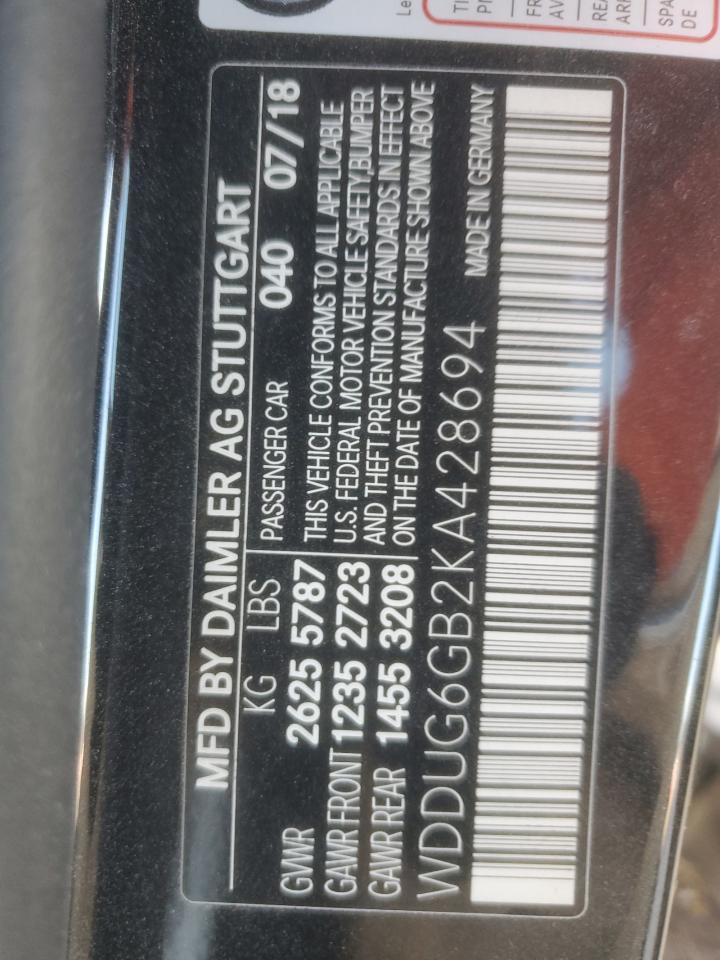 MFD BY DAIMLER AG STUTTGART
KG LBS
GVWR 2625 5787
GAWR FRONT 1235 2723
GAWR REAR 1455 3208
PASSENGER CAR 040 07/18
THIS VEHICLE CONFORMS TO ALL APPLICABLE
U.S. FEDERAL MOTOR VEHICLE SAFETY,BUMPER
AND THEFT PREVENTION STANDARDS IN EFFECT
ON THE DATE OF MANUFACTURE SHOWN ABOVE
WDDUG6GB2KA428694 MADE IN GERMANY